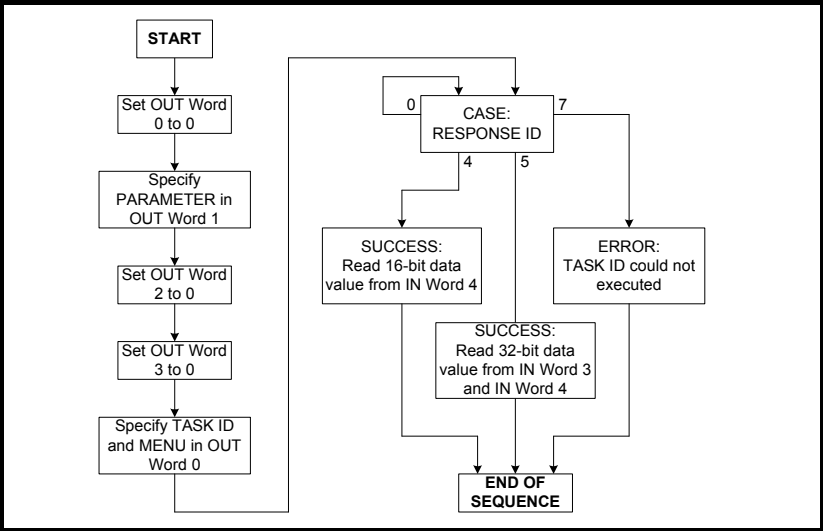 START
Set OUT Word
0 to 0
Specify
PARAMETER in
OUT Word 1
Set OUT Word
2 to 0
Set OUT Word
3 to 0
Specify TASK ID
and MENU in OUT
Word 0
0
CASE:
RESPONSE ID
7
4
5
SUCCESS:
Read 16-bit data
value from IN Word 4
ERROR:
TASK ID could not
executed
SUCCESS:
Read 32-bit data
value from IN Word 3
and IN Word 4
END OF
SEQUENCE